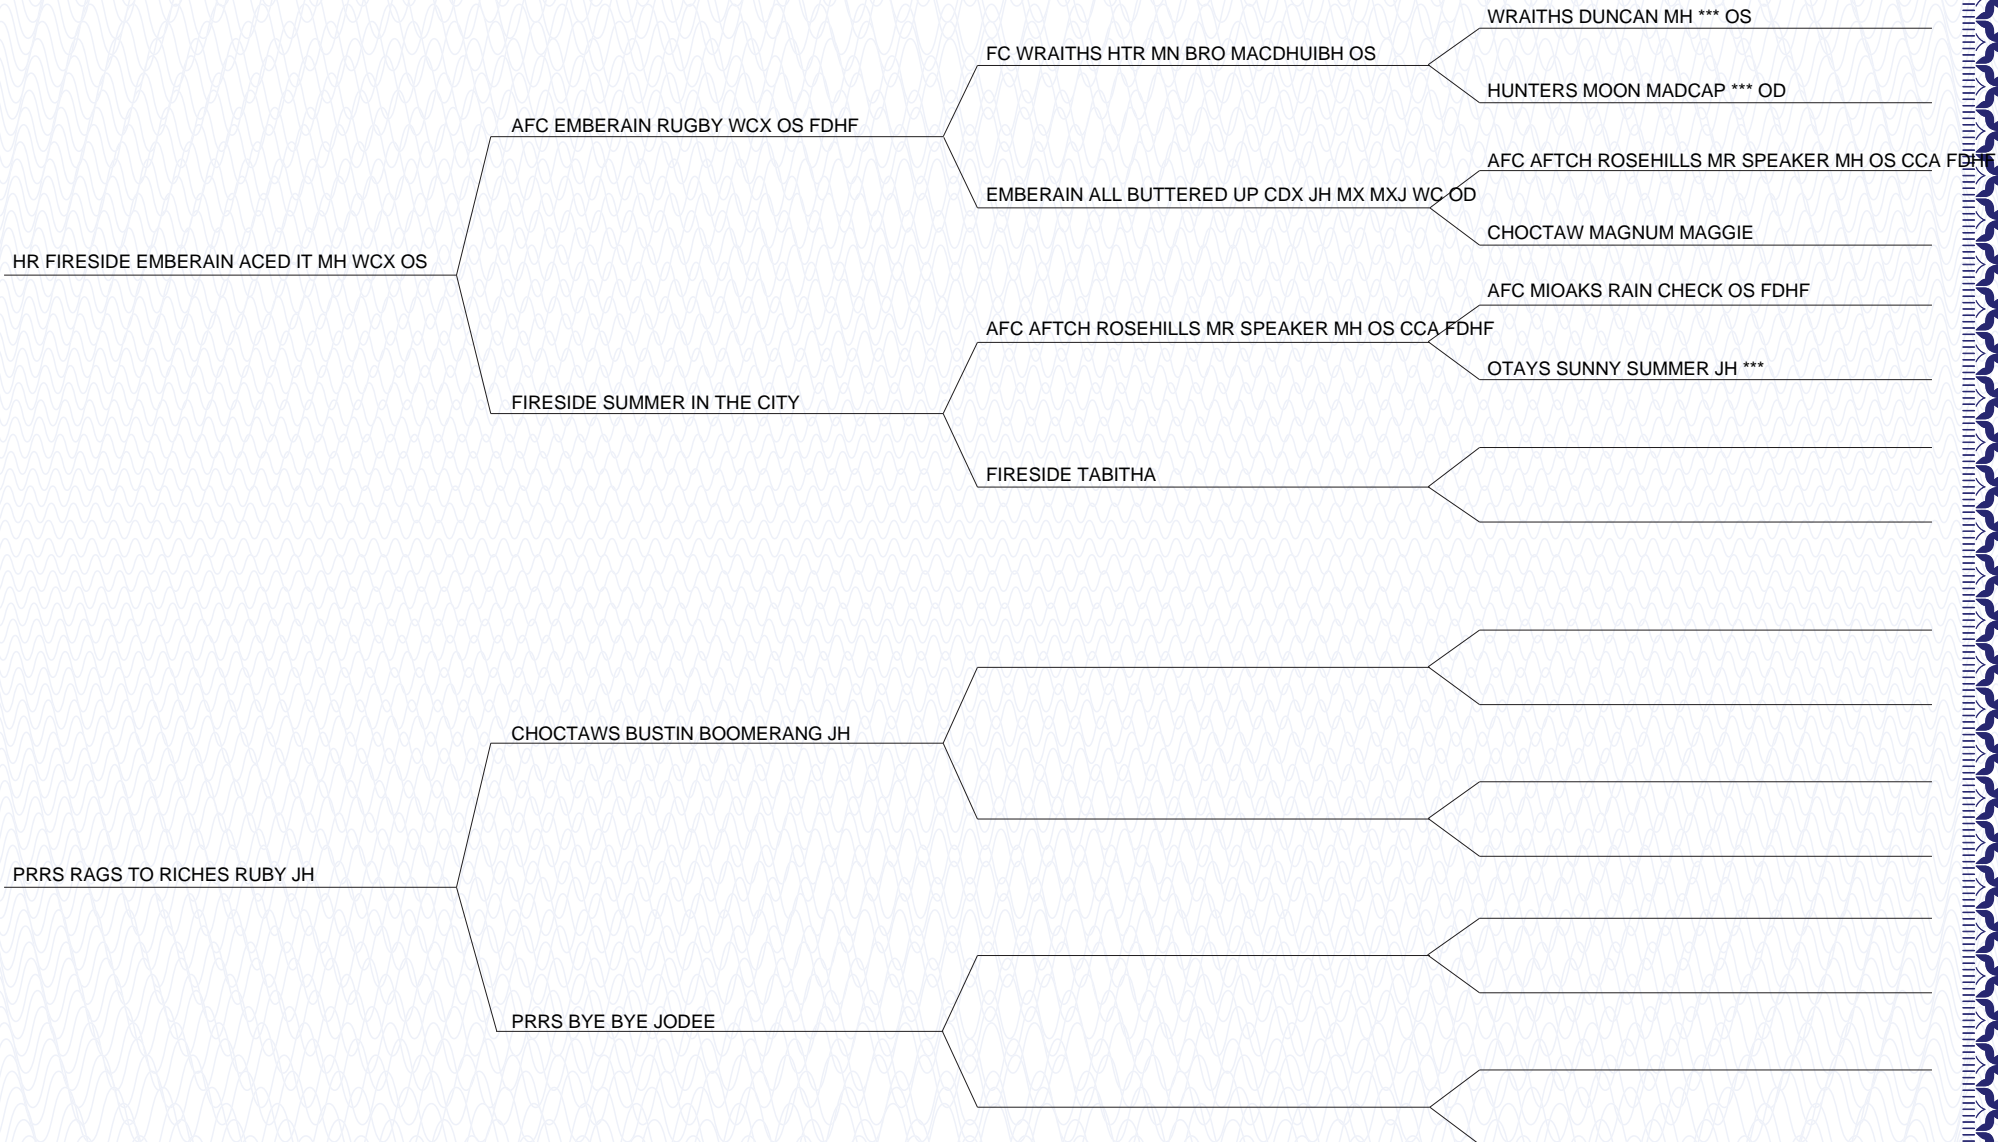 WRAITHS DUNCAN MH *** OS
FC WRAITHS HTR MN BRO MACDHUIBH OS
HUNTERS MOON MADCAP *** OD
AFC EMBERAIN RUGBY WCX OS FDHF
AFC AFTCH ROSEHILLS MR SPEAKER MH OS CCA FDHF
EMBERAIN ALL BUTTERED UP CDX JH MX MXJ WC OD
CHOCTAW MAGNUM MAGGIE
HR FIRESIDE EMBERAIN ACED IT MH WCX OS
AFC MIOAKS RAIN CHECK OS FDHF
AFC AFTCH ROSEHILLS MR SPEAKER MH OS CCA FDHF
OTAYS SUNNY SUMMER JH ***
FIRESIDE SUMMER IN THE CITY
FIRESIDE TABITHA
CHOCTAWS BUSTIN BOOMERANG JH
PRRS RAGS TO RICHES RUBY JH
PRRS BYE BYE JODEE